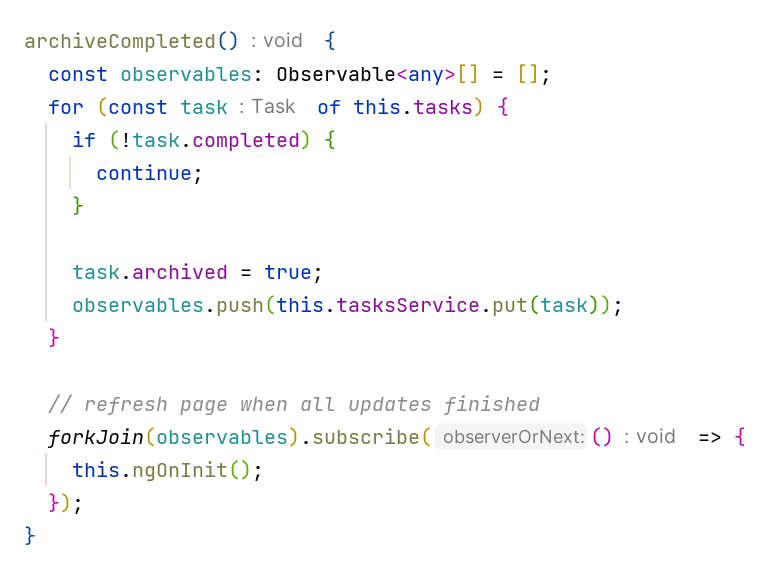 archiveCompleted() : void {
  const observables: Observable<any>[] = [];
  for (const task : Task of this.tasks) {
    if (!task.completed) {
      continue;
    }

    task.archived = true;
    observables.push(this.tasksService.put(task));
  }

  // refresh page when all updates finished
  forkJoin(observables).subscribe( observerOrNext: () : void => {
    this.ngOnInit();
  });
}